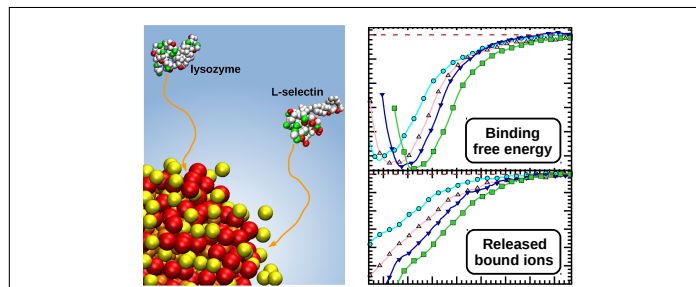 lysozyme
L-selectin
Binding
free energy
Released
bound ions